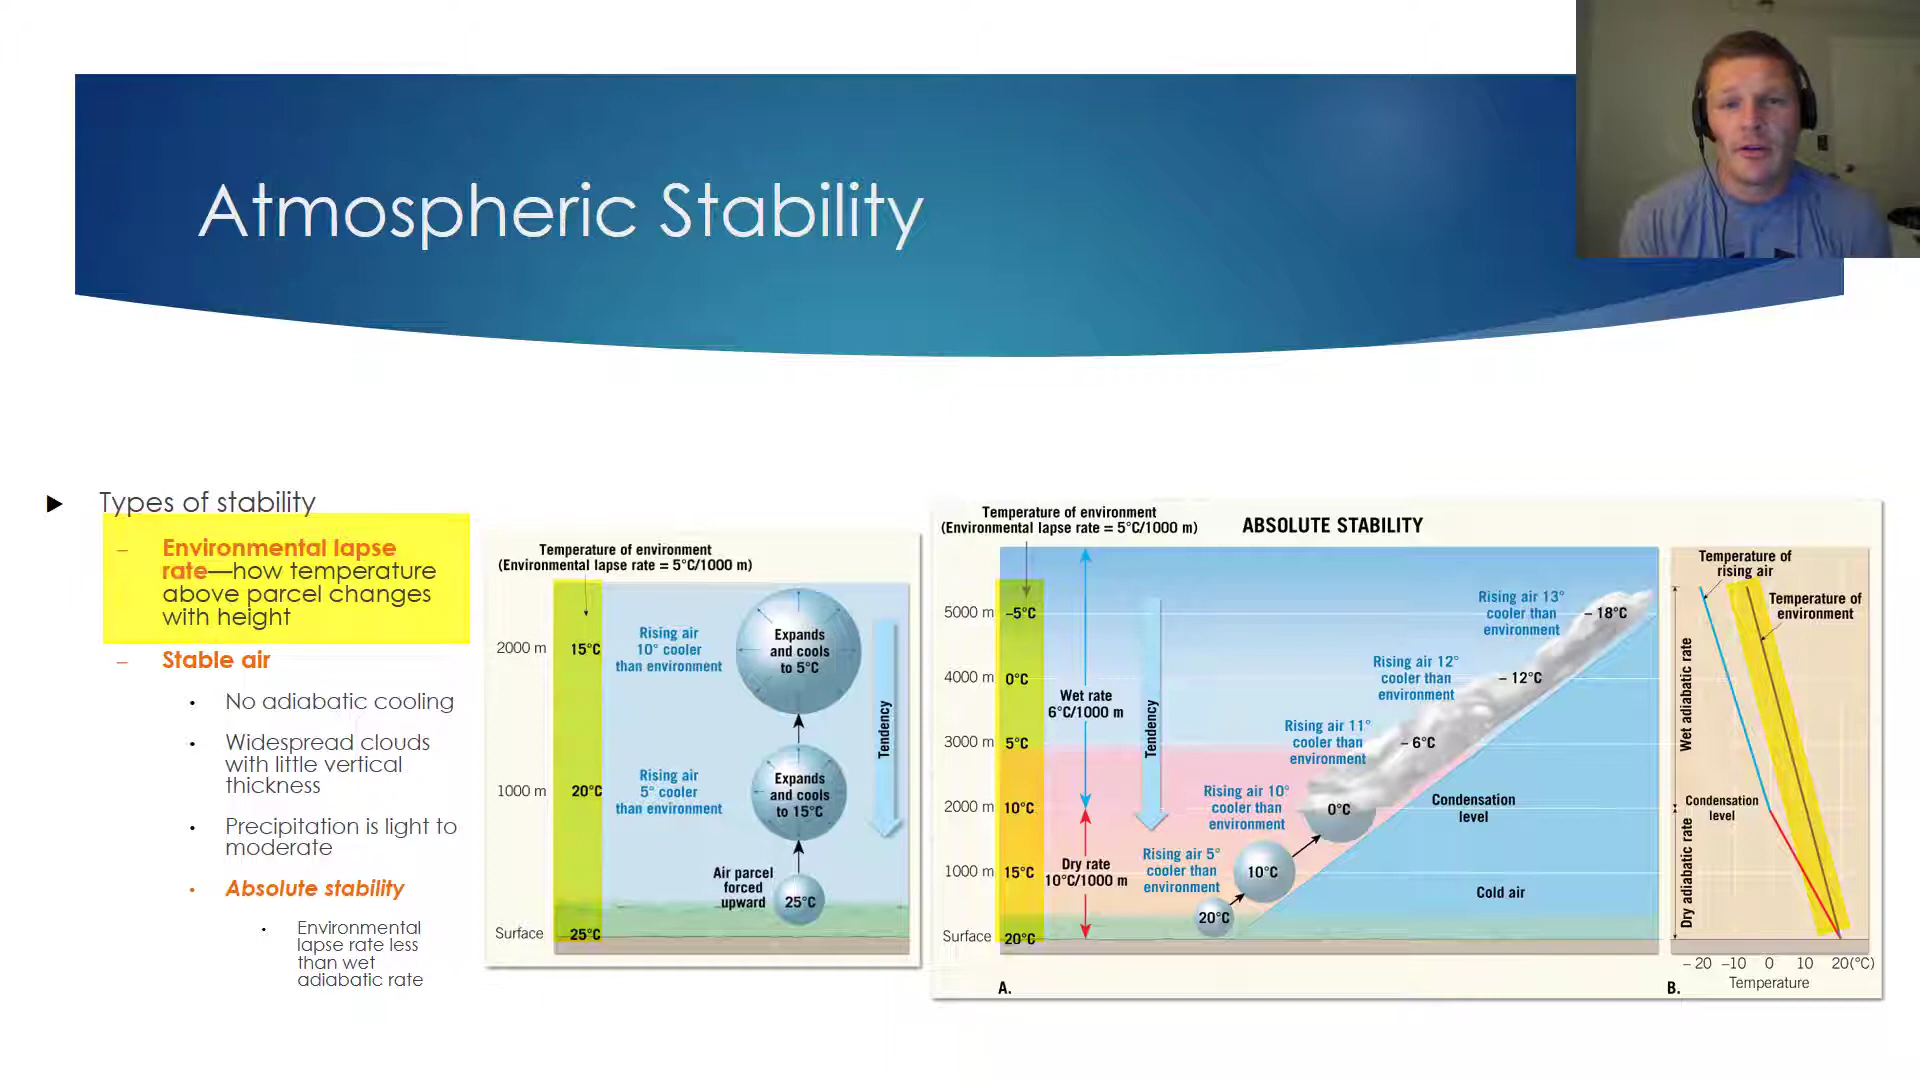 Atmospheric Stability
Types of stability
– Environmental lapse
rate—how temperature
above parcel changes
with height
– Stable air
• No adiabatic cooling
• Widespread clouds
with little vertical
thickness
• Precipitation is light to
moderate
• Absolute stability
• Environmental
lapse rate less
than wet
adiabatic rate
Temperature of environment
(Environmental lapse rate = 5°C/1000 m)
2000 m
15°C
Rising air
10° cooler
than environment
Expands
and cools
to 5°C
1000 m
20°C
Rising air
5° cooler
than environment
Expands
and cools
to 15°C
Tendency
Air parcel
forced
upward
25°C
Surface
25°C
Temperature of environment
(Environmental lapse rate = 5°C/1000 m)
ABSOLUTE STABILITY
5000 m
–5°C
4000 m
0°C
3000 m
5°C
2000 m
10°C
1000 m
15°C
Surface
20°C
Wet rate
6°C/1000 m
Dry rate
10°C/1000 m
Tendency
Rising air 13°
cooler than
environment
– 18°C
Rising air 12°
cooler than
environment
– 12°C
Rising air 11°
cooler than
environment
– 6°C
Rising air 10°
cooler than
environment
0°C
Rising air 5°
cooler than
environment
10°C
20°C
Condensation
level
Cold air
A.
Temperature of
rising air
Temperature of
environment
Wet adiabatic rate
Condensation
level
Dry adiabatic rate
– 20 –10 0 10 20(°C)
Temperature
B.